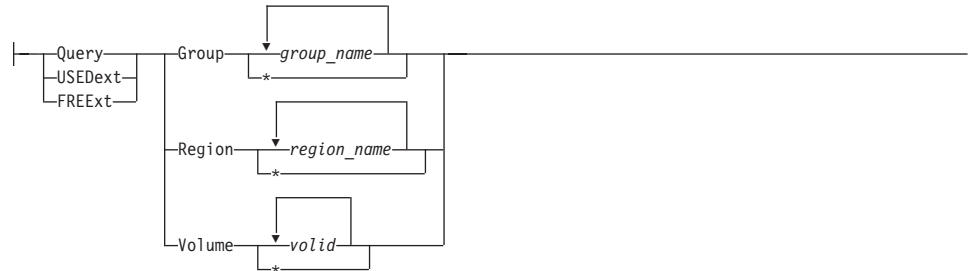 Query Group group_name
USEDext *
FREExt
Region region_name
*
Volume volid
*